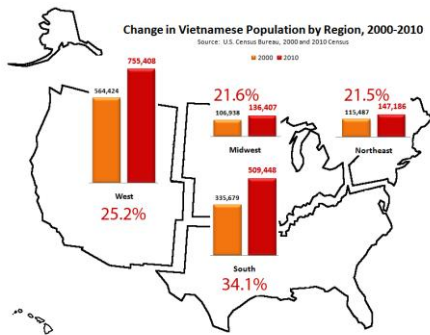 Change in Vietnamese Population by Region, 2000-2010
Source: U.S. Census Bureau, 2000 and 2010 Census
2000 2010
755,408
564,424
West
25.2%
21.6%
106,938 136,407
Midwest
21.5%
115,487 147,186
Northeast
509,448
335,679
South
34.1%